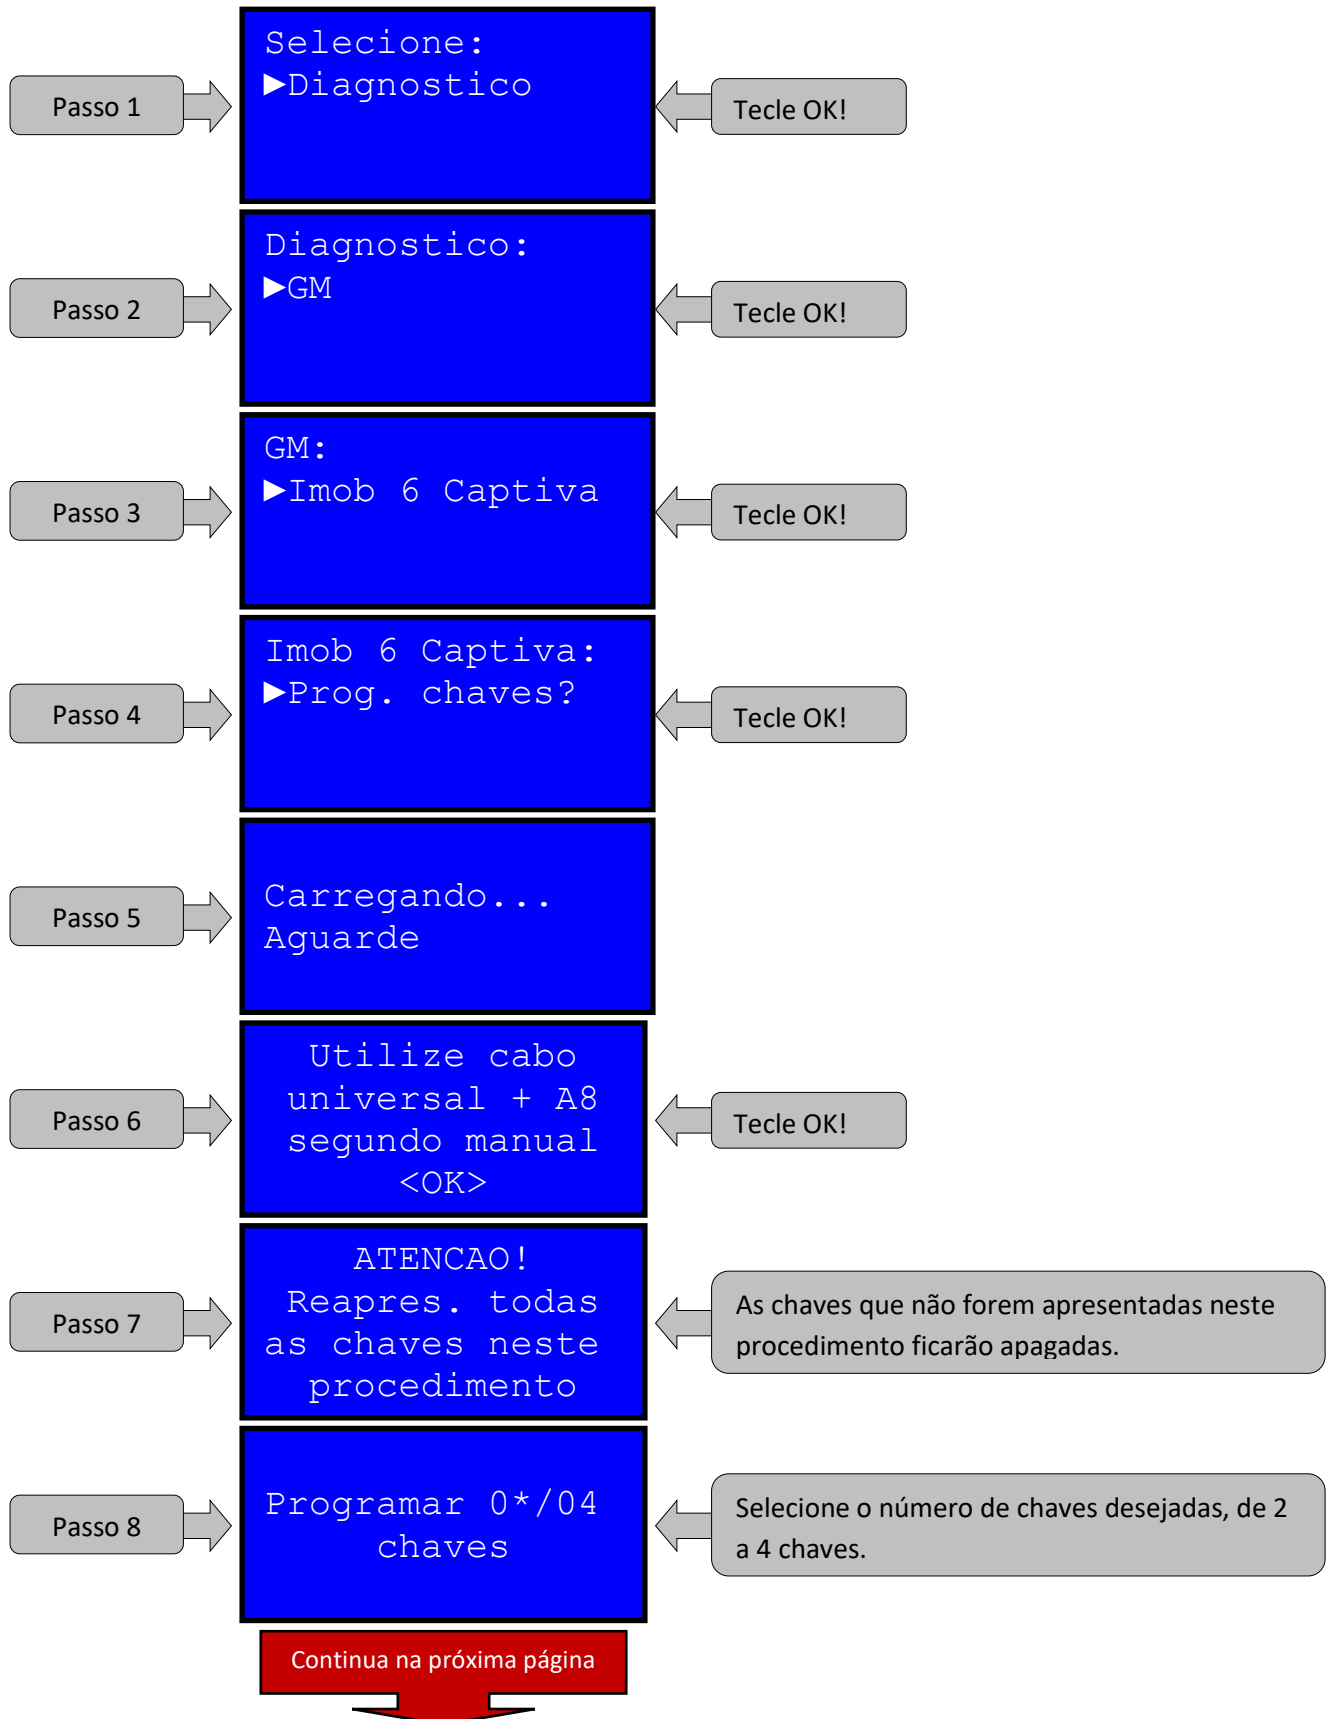 Selecione:
►Diagnostico
Passo 1
Tecle OK!
Diagnostico:
►GM
Passo 2
Tecle OK!
GM:
►Imob 6 Captiva
Passo 3
Tecle OK!
Imob 6 Captiva:
►Prog. chaves?
Passo 4
Tecle OK!
Carregando...
Aguarde
Passo 5
Utilize cabo
universal + A8
segundo manual
<OK>
Passo 6
Tecle OK!
ATENCAO!
Reapres. todas
as chaves neste
procedimento
Passo 7
As chaves que não forem apresentadas neste
procedimento ficarão apagadas.
Programar 0*/04
chaves
Passo 8
Selecione o número de chaves desejadas, de 2
a 4 chaves.
Continua na próxima página